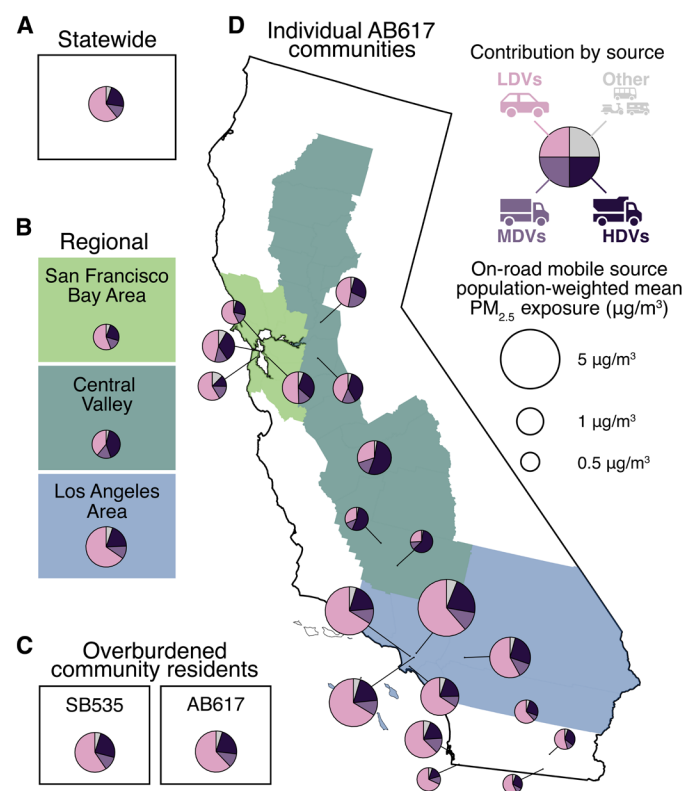 A
Statewide
B
Regional
San Francisco
Bay Area
Central
Valley
Los Angeles
Area
C
Overburdened
community residents
SB535
AB617
D
Individual AB617
communities
Contribution by source
LDVs
Other
MDVs
HDVs
On-road mobile source
population-weighted mean
PM2.5 exposure (μg/m³)
5 μg/m³
1 μg/m³
0.5 μg/m³